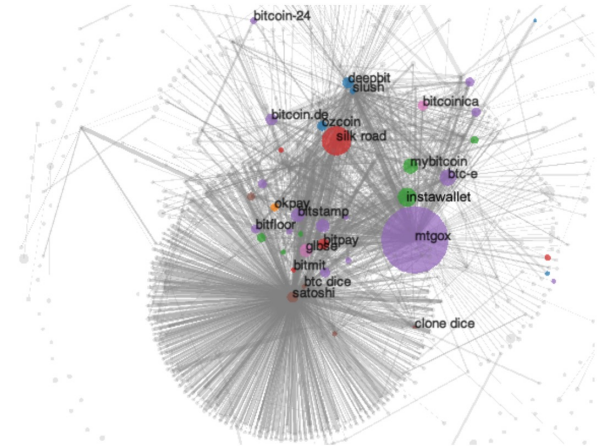 bitcoin-24
deepbit
slush
bitcoinica
bitcoin.de
ozcoin
silk road
mybitcoin
btc-e
instawallet
okpay
bitstamp
bitfloor
mtgox
bitpay
glbse
bitmit
btc dice
satoshi
clone dice